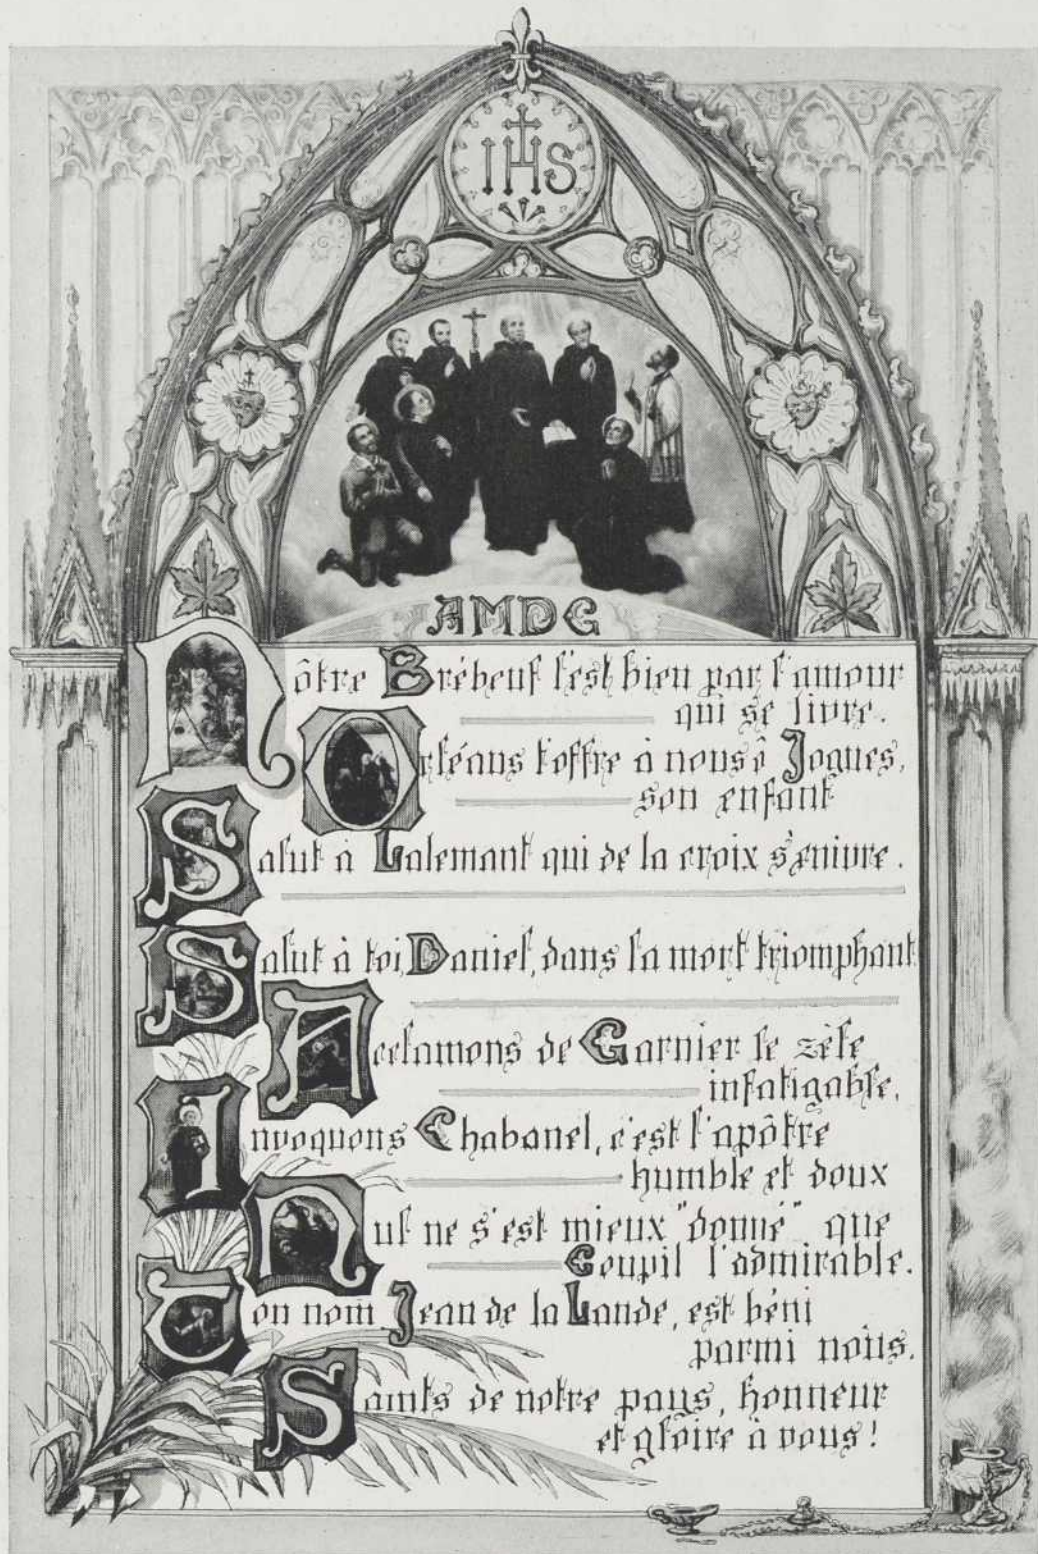 IHS
AMDG
Nôtre Brébeuf l'est bien par l'amour
qui se livre.
Orléans t'offre à nous ô Jogues,
son enfant
Salut à Lalemant qui de la croix s'enivre.
Salut à toi, Daniel, dans la mort triomphant
Acclamons de Garnier le zèle
infatigable,
Invoquons Chabanel, c'est l'apôtre
humble et doux
Nul ne s'est mieux "donné" que
Goupil l'admirable.
Ton nom, Jean de la Lande, est béni
parmi nous.
Saints de notre pays, honneur
et gloire à vous!